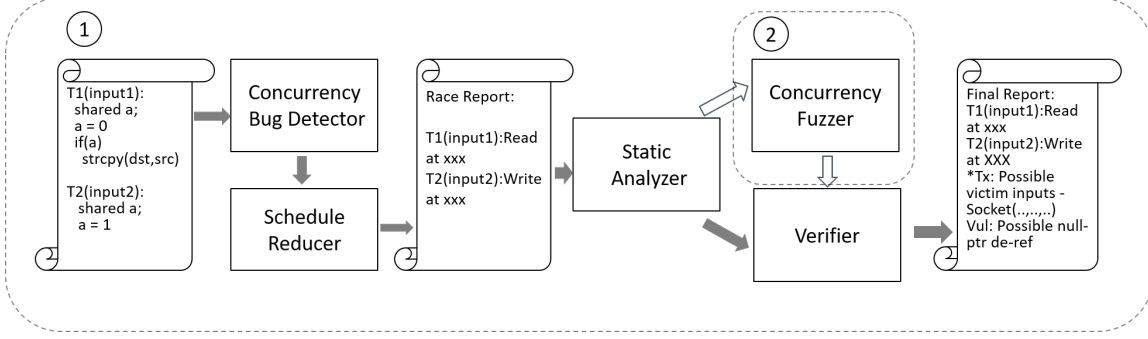 1
T1(input1):
shared a;
a = 0
if(a)
strcpy(dst,src)
T2(input2):
shared a;
a = 1
Concurrency
Bug Detector
Schedule
Reducer
Race Report:
T1(input1):Read
at xxx
T2(input2):Write
at xxx
Static
Analyzer
2
Concurrency
Fuzzer
Verifier
Final Report:
T1(input1):Read
at xxx
T2(input2):Write
at XXX
*Tx: Possible
victim inputs -
Socket(..,..,..)
Vul: Possible null-
ptr de-ref